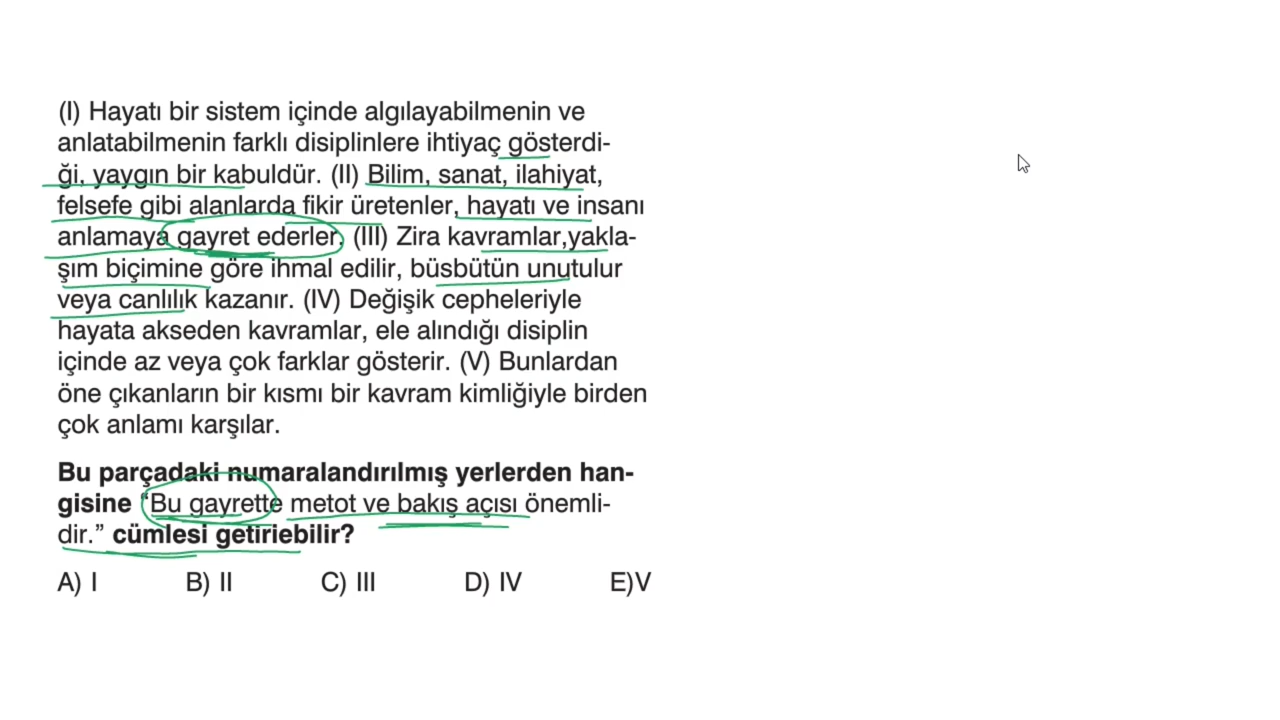 (I) Hayatı bir sistem içinde algılayabilmenin ve
anlatabilmenin farklı disiplinlere ihtiyaç gösterdi-
ği, yaygın bir kabuldür. (II) Bilim, sanat, ilahiyat,
felsefe gibi alanlarda fikir üretenler, hayatı ve insanı
anlamaya gayret ederler. (III) Zira kavramlar,yakla-
şım biçimine göre ihmal edilir, büsbütün unutulur
veya canlılık kazanır. (IV) Değişik cepheleriyle
hayata akseden kavramlar, ele alındığı disiplin
içinde az veya çok farklar gösterir. (V) Bunlardan
öne çıkanların bir kısmı bir kavram kimliğiyle birden
çok anlamı karşılar.
Bu parçadaki numaralandırılmış yerlerden han-
gisine “Bu gayrette metot ve bakış açısı önemli-
dir.” cümlesi getiriebilir?
A) I B) II C) III D) IV E)V